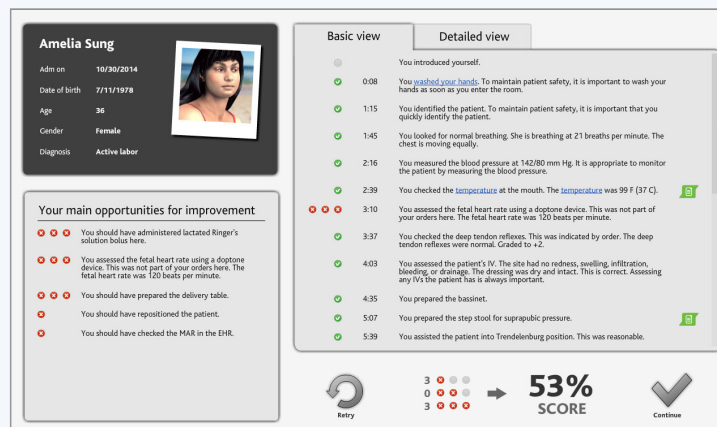 Amelia Sung
Adm on 10/30/2014
Date of birth 7/11/1978
Age 36
Gender Female
Diagnosis Active labor
Your main opportunities for improvement
You should have administered lactated Ringer's
solution bolus here.
You assessed the fetal heart rate using a doptone
device. This was not part of your orders here. The
fetal heart rate was 120 beats per minute.
You should have prepared the delivery table.
You should have repositioned the patient.
You should have checked the MAR in the EHR.
Basic view
Detailed view
You introduced yourself.
0:08 You washed your hands. To maintain patient safety, it is important to wash your
hands as soon as you enter the room.
1:15 You identified the patient. To maintain patient safety, it is important that you
quickly identify the patient.
1:45 You looked for normal breathing. She is breathing at 21 breaths per minute. The
chest is moving equally.
2:16 You measured the blood pressure at 142/80 mm Hg. It is appropriate to monitor
the patient by measuring the blood pressure.
2:39 You checked the temperature at the mouth. The temperature was 99 F (37 C).
3:10 You assessed the fetal heart rate using a doptone device. This was not part of
your orders here. The fetal heart rate was 120 beats per minute.
3:37 You checked the deep tendon reflexes. This was indicated by order. The deep
tendon reflexes were normal. Graded to +2.
4:03 You assessed the patient's IV. The site had no redness, swelling, infiltration,
bleeding, or drainage. The dressing was dry and intact. This is correct. Assessing
any IVs the patient has is always important.
4:35 You prepared the bassinet.
5:07 You prepared the step stool for suprapubic pressure.
5:39 You assisted the patient into Trendelenburg position. This was reasonable.
Retry
3
0
3
53%
SCORE
Continue